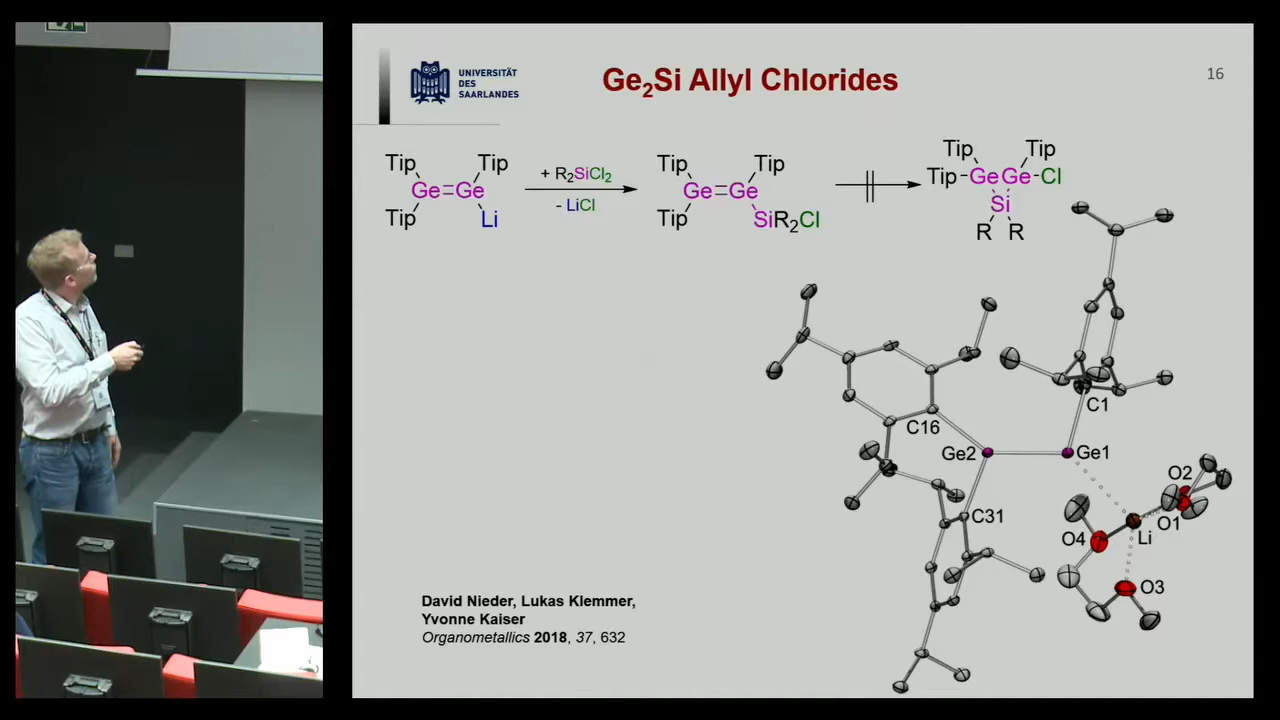 UNIVERSITÄT
DES
SAARLANDES
Ge₂Si Allyl Chlorides
16
Tip Tip
Ge=Ge
Tip Li
+ R₂SiCl₂
- LiCl
Tip Tip
Ge=Ge
Tip SiR₂Cl
Tip Tip
Tip-Ge Ge-Cl
Si
R R
C1
C16
Ge2
Ge1
O2
C31
O1
O4
Li
O3
David Nieder, Lukas Klemmer,
Yvonne Kaiser
Organometallics 2018, 37, 632